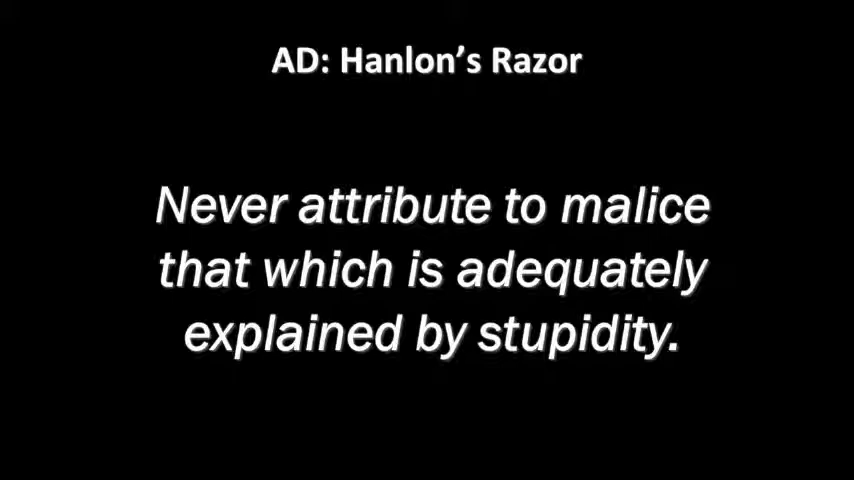 AD: Hanlon’s Razor
Never attribute to malice
that which is adequately
explained by stupidity.